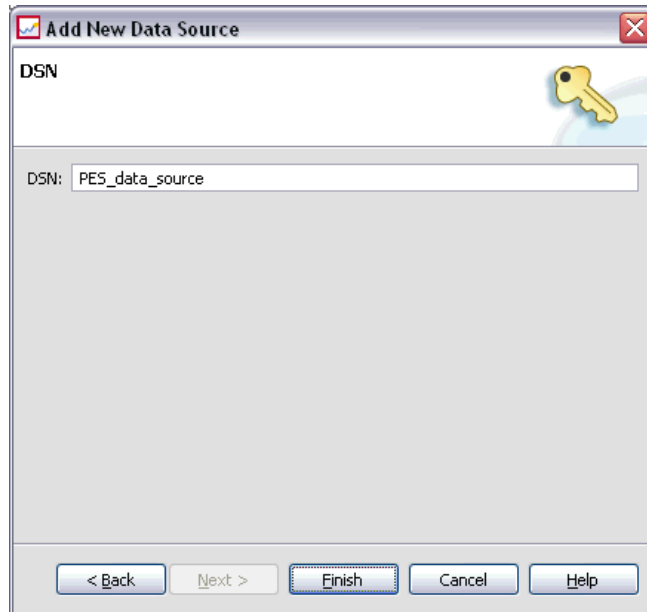 Add New Data Source
DSN
DSN: PES_data_source
< Back Next > Finish Cancel Help